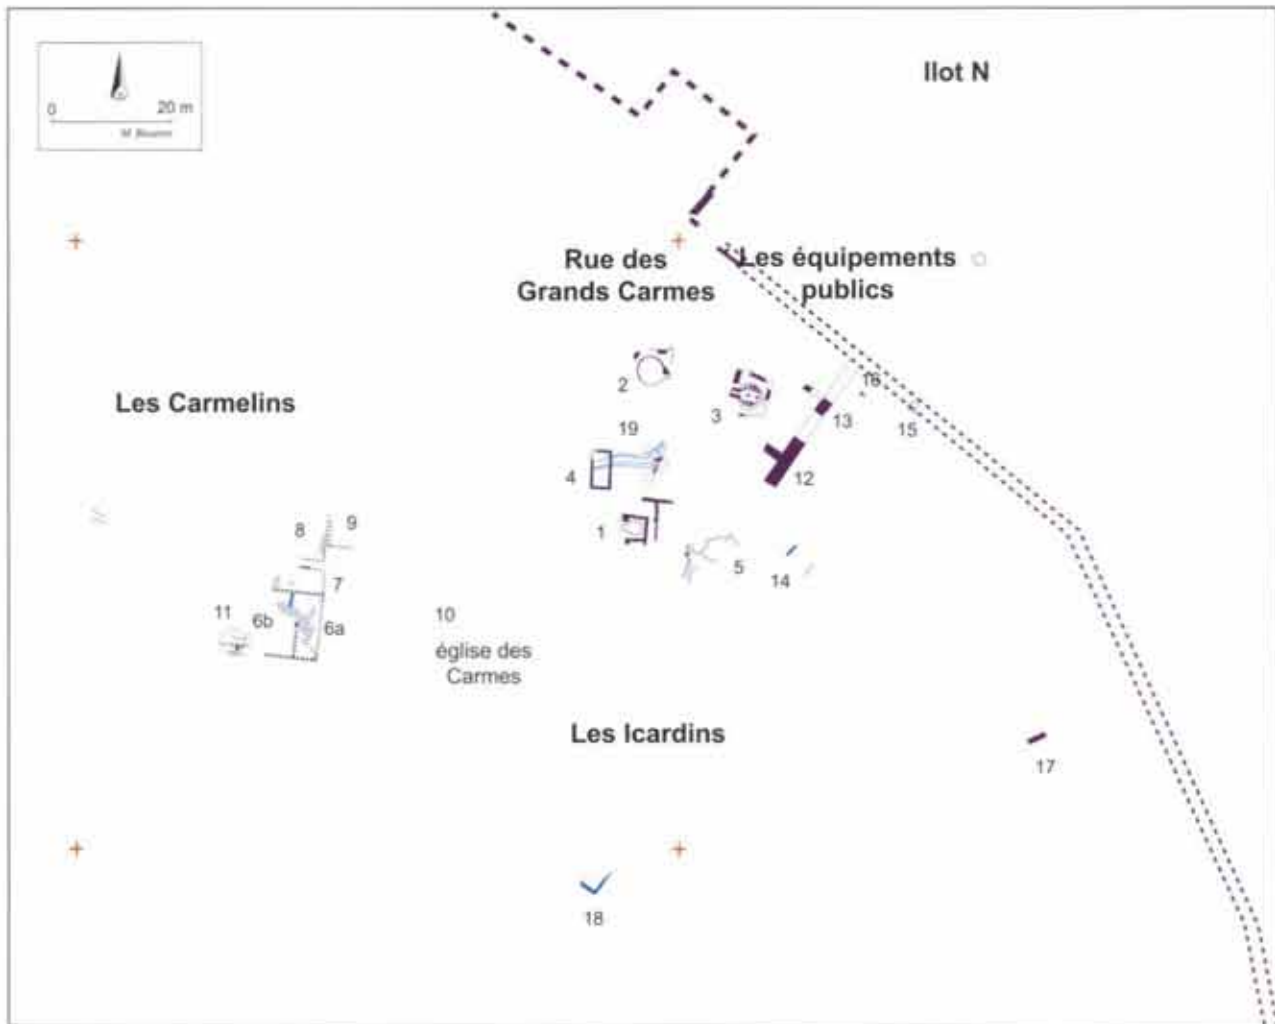 Ilot N
0 20 m
Rue des
Grands Carmes
Les équipements
publics
Les Carmelins
2
3
16
13
15
19
4
12
8
9
1
5
14
7
11
6b
6a
10
église des
Carmes
Les Icardins
17
18